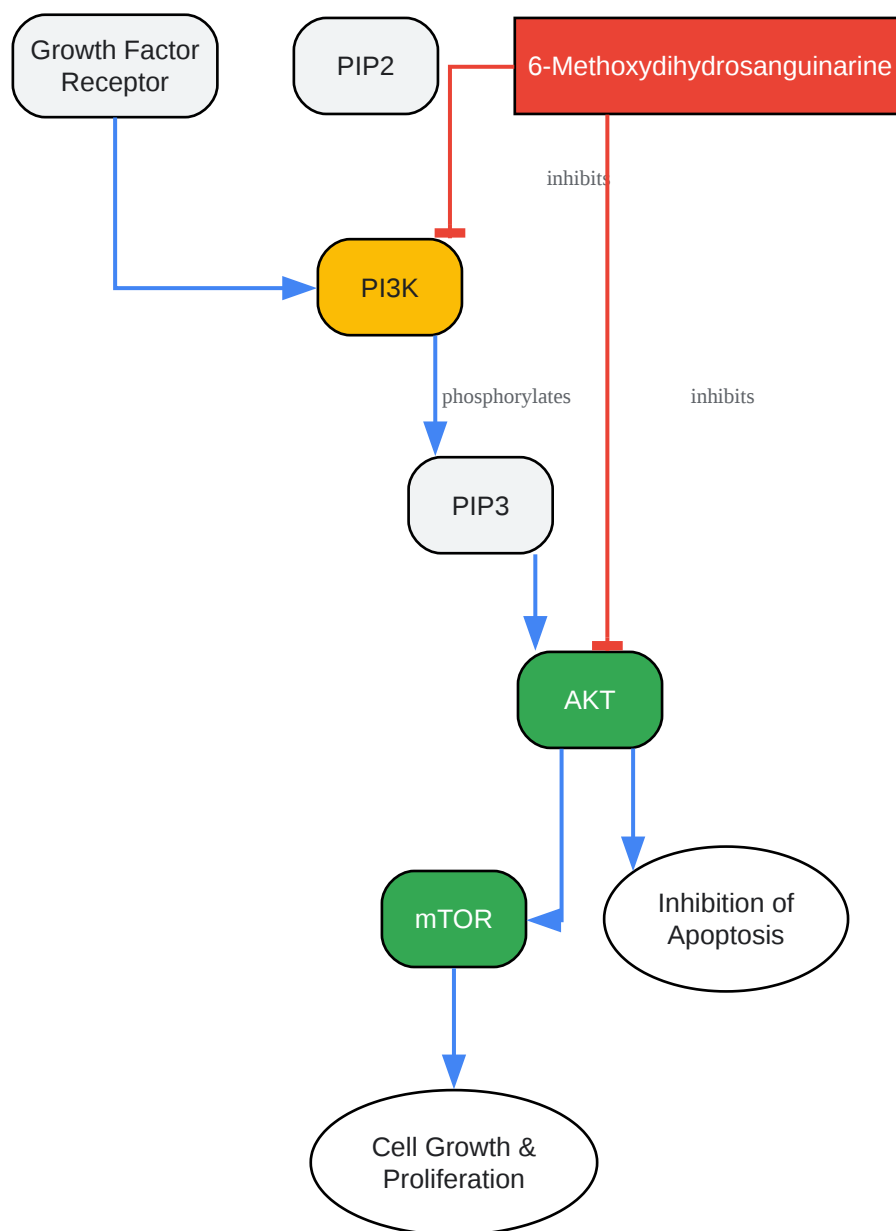 Growth Factor
Receptor
PIP2
6-Methoxydihydrosanguinarine
inhibits
PI3K
phosphorylates
inhibits
PIP3
AKT
mTOR
Inhibition of
Apoptosis
Cell Growth &
Proliferation